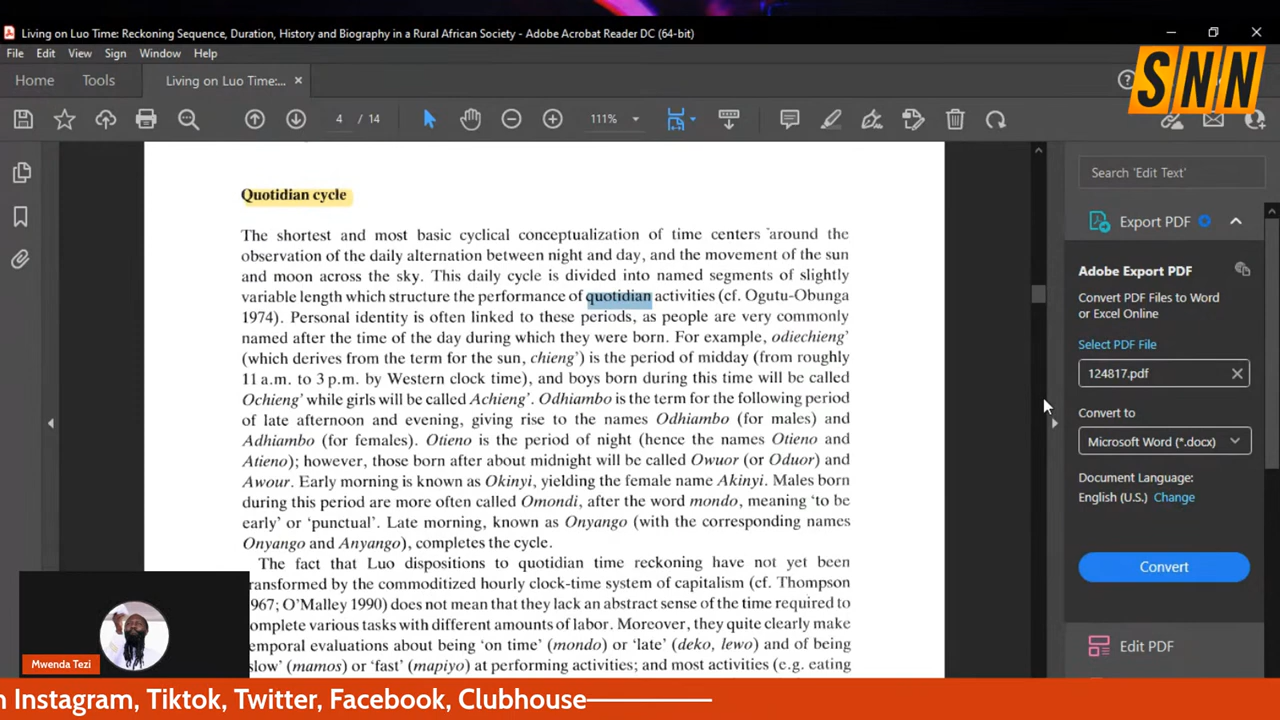 Living on Luo Time: Reckoning Sequence, Duration, History and Biography in a Rural African Society - Adobe Acrobat Reader DC (64-bit)
File Edit View Sign Window Help
Home Tools Living on Luo Time:...
SNN
4 / 14 111%
Search 'Edit Text'
Export PDF
Adobe Export PDF
Convert PDF Files to Word
or Excel Online
Select PDF File
124817.pdf
Convert to
Microsoft Word (*.docx)
Document Language:
English (U.S.) Change
Convert
Edit PDF
Quotidian cycle
The shortest and most basic cyclical conceptualization of time centers around the
observation of the daily alternation between night and day, and the movement of the sun
and moon across the sky. This daily cycle is divided into named segments of slightly
variable length which structure the performance of quotidian activities (cf. Ogutu-Obunga
1974). Personal identity is often linked to these periods, as people are very commonly
named after the time of the day during which they were born. For example, odiechieng'
(which derives from the term for the sun, chieng') is the period of midday (from roughly
11 a.m. to 3 p.m. by Western clock time), and boys born during this time will be called
Ochieng' while girls will be called Achieng'. Odhiambo is the term for the following period
of late afternoon and evening, giving rise to the names Odhiambo (for males) and
Adhiambo (for females). Otieno is the period of night (hence the names Otieno and
Atieno); however, those born after about midnight will be called Owuor (or Oduor) and
Awour. Early morning is known as Okinyi, yielding the female name Akinyi. Males born
during this period are more often called Omondi, after the word mondo, meaning 'to be
early' or 'punctual'. Late morning, known as Onyango (with the corresponding names
Onyango and Anyango), completes the cycle.
The fact that Luo dispositions to quotidian time reckoning have not yet been
transformed by the commoditized hourly clock-time system of capitalism (cf. Thompson
967; O'Malley 1990) does not mean that they lack an abstract sense of the time required to
omplete various tasks with different amounts of labor. Moreover, they quite clearly make
emporal evaluations about being 'on time' (mondo) or 'late' (deko, lewo) and of being
slow' (mamos) or 'fast' (mapiyo) at performing activities; and most activities (e.g. eating
Mwenda Tezi
n Instagram, Tiktok, Twitter, Facebook, Clubhouse